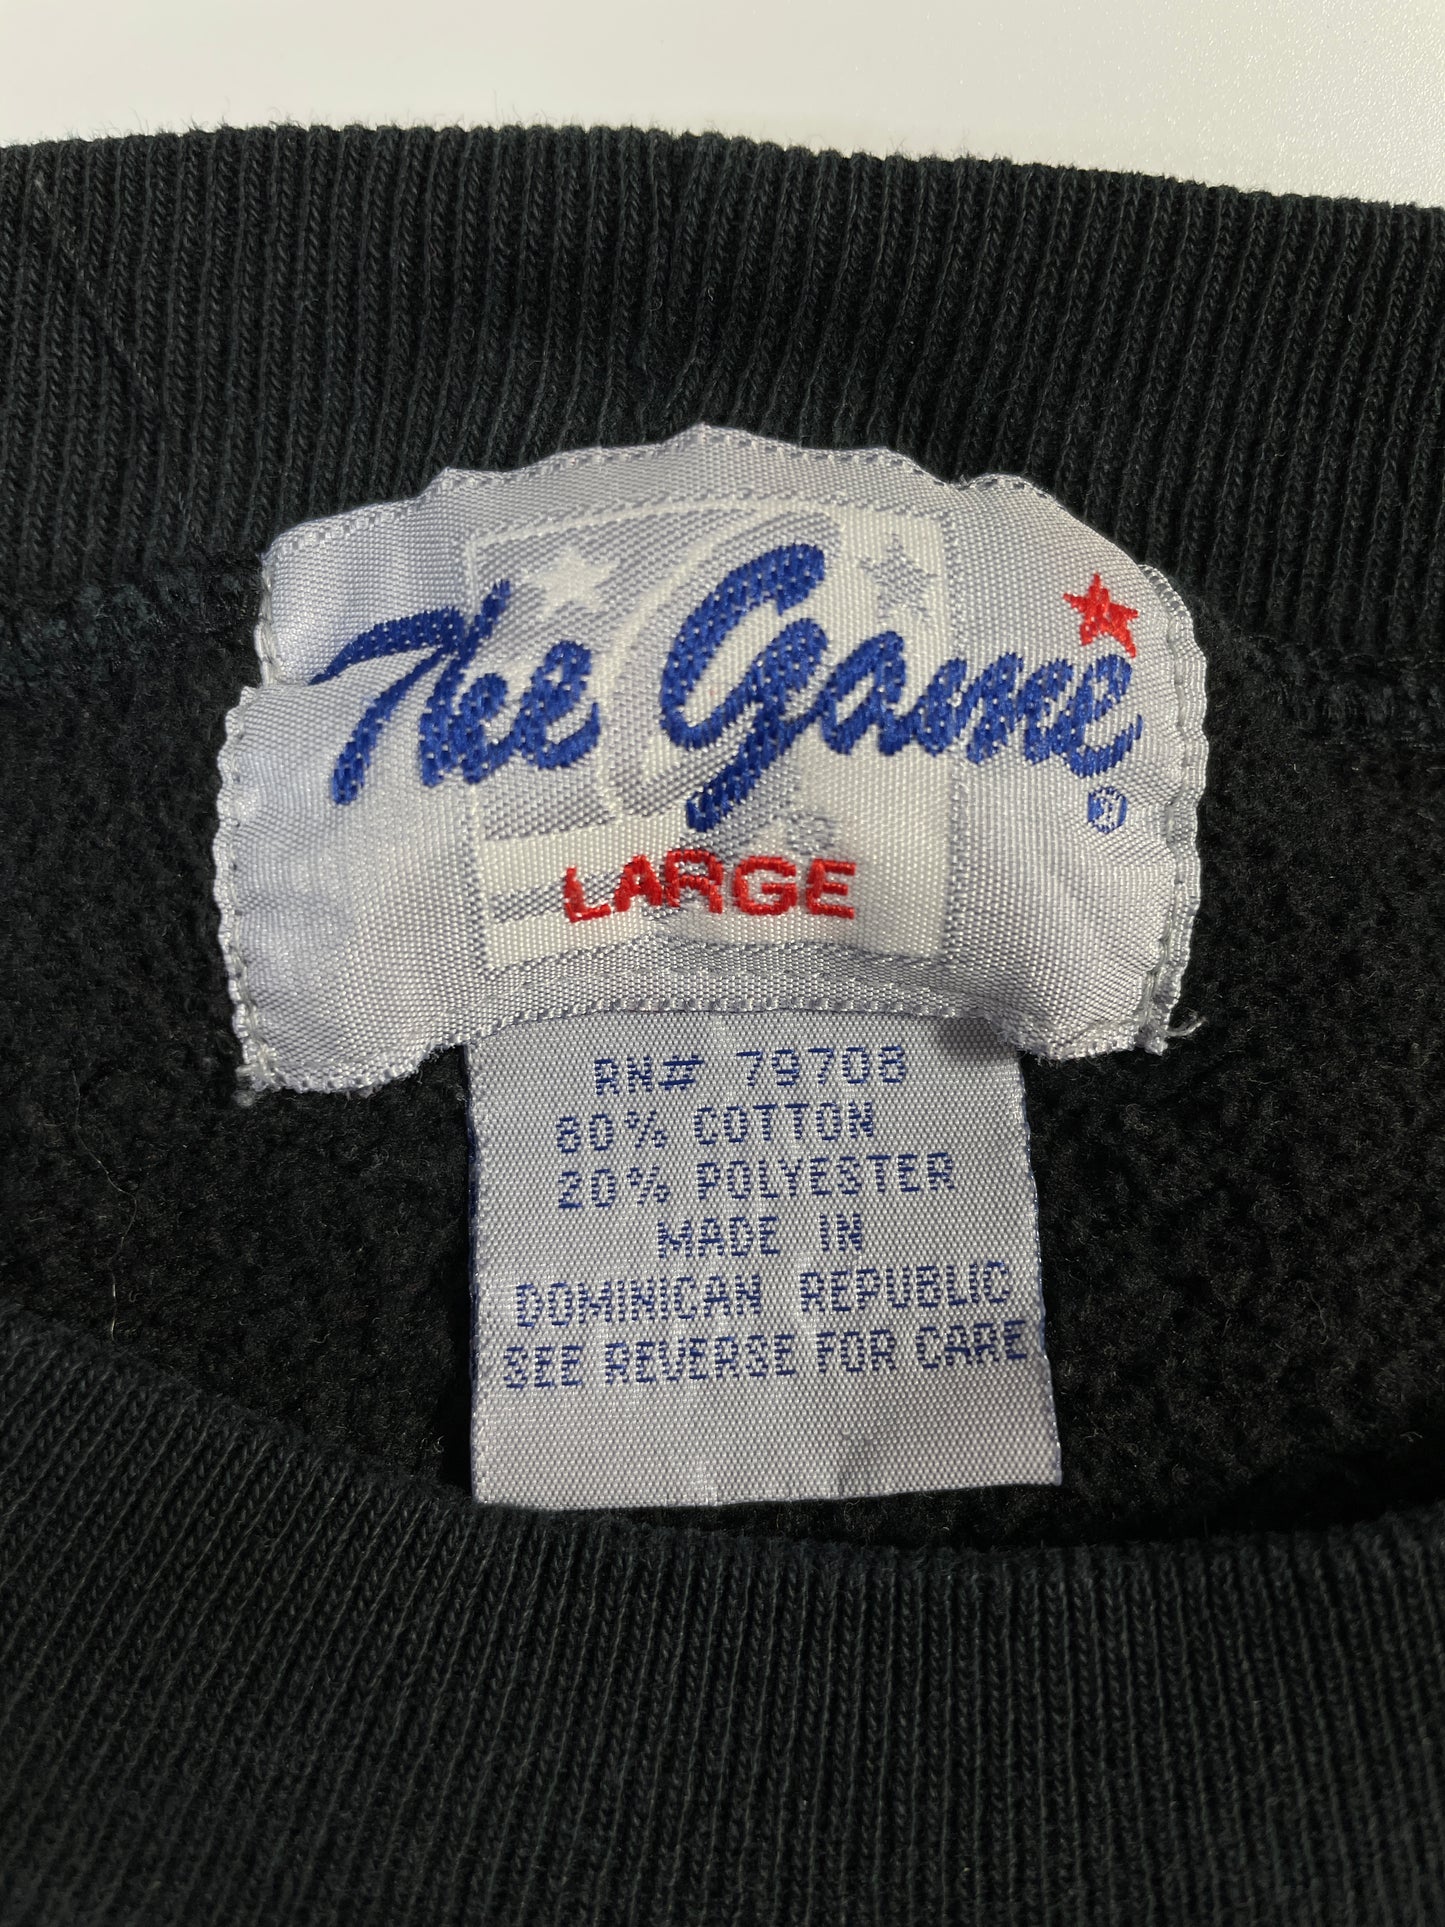 The Game
®
LARGE
RN# 79708
80% COTTON
20% POLYESTER
MADE IN
DOMINICAN REPUBLIC
SEE REVERSE FOR CARE